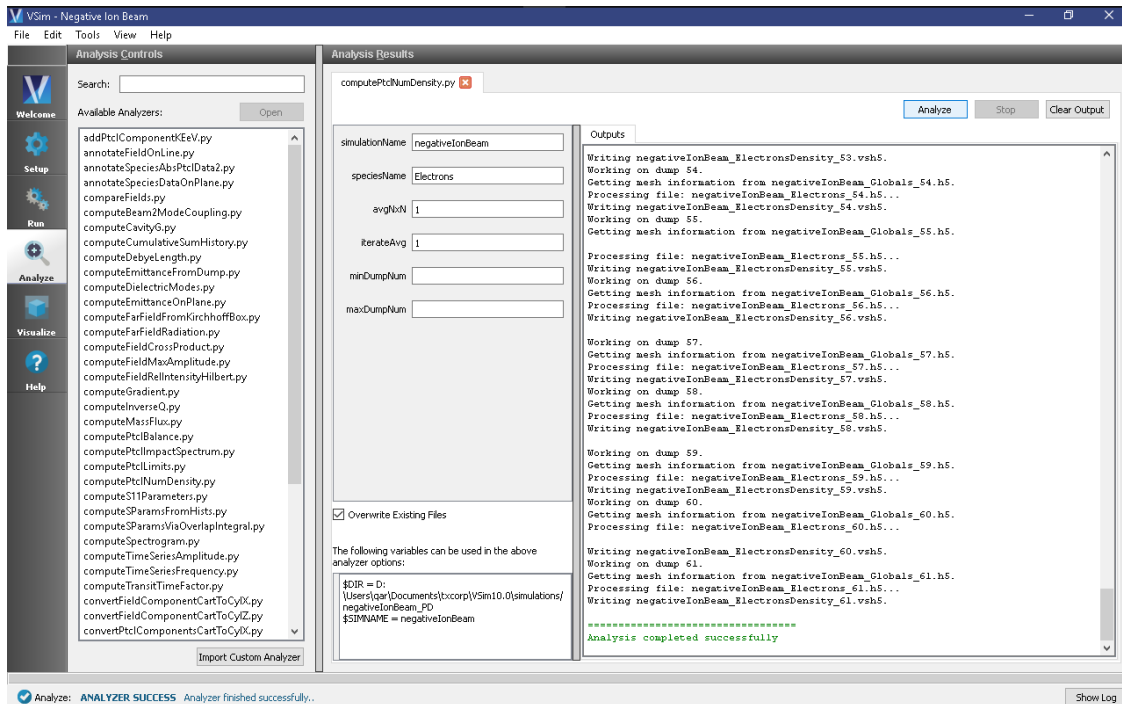 VSim - Negative Ion Beam
File Edit Tools View Help
Analysis Controls
Analysis Results
Welcome
Setup
Run
Analyze
Visualize
Help
Search:
Available Analyzers:
Open
addPtclComponentKEeV.py
annotateFieldOnLine.py
annotateSpeciesAbsPtclData2.py
annotateSpeciesDataOnPlane.py
compareFields.py
computeBeam2ModeCoupling.py
computeCavityG.py
computeCumulativeSumHistory.py
computeDebyeLength.py
computeEmittanceFromDump.py
computeDielectricModes.py
computeEmittanceOnPlane.py
computeFarFieldFromKirchhoffBox.py
computeFarFieldRadiation.py
computeFieldCrossProduct.py
computeFieldMaxAmplitude.py
computeFieldRelIntensityHilbert.py
computeGradient.py
computeInverseQ.py
computeMassFlux.py
computePtclBalance.py
computePtclImpactSpectrum.py
computePtclLimits.py
computePtclNumDensity.py
computeS11Parameters.py
computeSParamsFromHists.py
computeSParamsViaOverlapIntegral.py
computeSpectrogram.py
computeTimeSeriesAmplitude.py
computeTimeSeriesFrequency.py
computeTransitTimeFactor.py
convertFieldComponentCartToCylX.py
convertFieldComponentCartToCylZ.py
convertPtclComponentsCartToCylX.py
Import Custom Analyzer
computePtclNumDensity.py
Analyze
Stop
Clear Output
simulationName negativeIonBeam
speciesName Electrons
avgNxN 1
iterateAvg 1
minDumpNum
maxDumpNum
Overwrite Existing Files
The following variables can be used in the above
analyzer options:
$DIR = D:
\Users\qar\Documents\txcorp\VSim10.0\simulations/
negativeIonBeam_PD
$SIMNAME = negativeIonBeam
Outputs
Writing negativeIonBeam_ElectronsDensity_53.vsh5.
Working on dump 54.
Getting mesh information from negativeIonBeam_Globals_54.h5.
Processing file: negativeIonBeam_Electrons_54.h5...
Writing negativeIonBeam_ElectronsDensity_54.vsh5.
Working on dump 55.
Getting mesh information from negativeIonBeam_Globals_55.h5.
Processing file: negativeIonBeam_Electrons_55.h5...
Writing negativeIonBeam_ElectronsDensity_55.vsh5.
Working on dump 56.
Getting mesh information from negativeIonBeam_Globals_56.h5.
Processing file: negativeIonBeam_Electrons_56.h5...
Writing negativeIonBeam_ElectronsDensity_56.vsh5.
Working on dump 57.
Getting mesh information from negativeIonBeam_Globals_57.h5.
Processing file: negativeIonBeam_Electrons_57.h5...
Writing negativeIonBeam_ElectronsDensity_57.vsh5.
Working on dump 58.
Getting mesh information from negativeIonBeam_Globals_58.h5.
Processing file: negativeIonBeam_Electrons_58.h5...
Writing negativeIonBeam_ElectronsDensity_58.vsh5.
Working on dump 59.
Getting mesh information from negativeIonBeam_Globals_59.h5.
Processing file: negativeIonBeam_Electrons_59.h5...
Writing negativeIonBeam_ElectronsDensity_59.vsh5.
Working on dump 60.
Getting mesh information from negativeIonBeam_Globals_60.h5.
Processing file: negativeIonBeam_Electrons_60.h5...
Writing negativeIonBeam_ElectronsDensity_60.vsh5.
Working on dump 61.
Getting mesh information from negativeIonBeam_Globals_61.h5.
Processing file: negativeIonBeam_Electrons_61.h5...
Writing negativeIonBeam_ElectronsDensity_61.vsh5.
================================
Analysis completed successfully
Analyze: ANALYZER SUCCESS Analyzer finished successfully..
Show Log